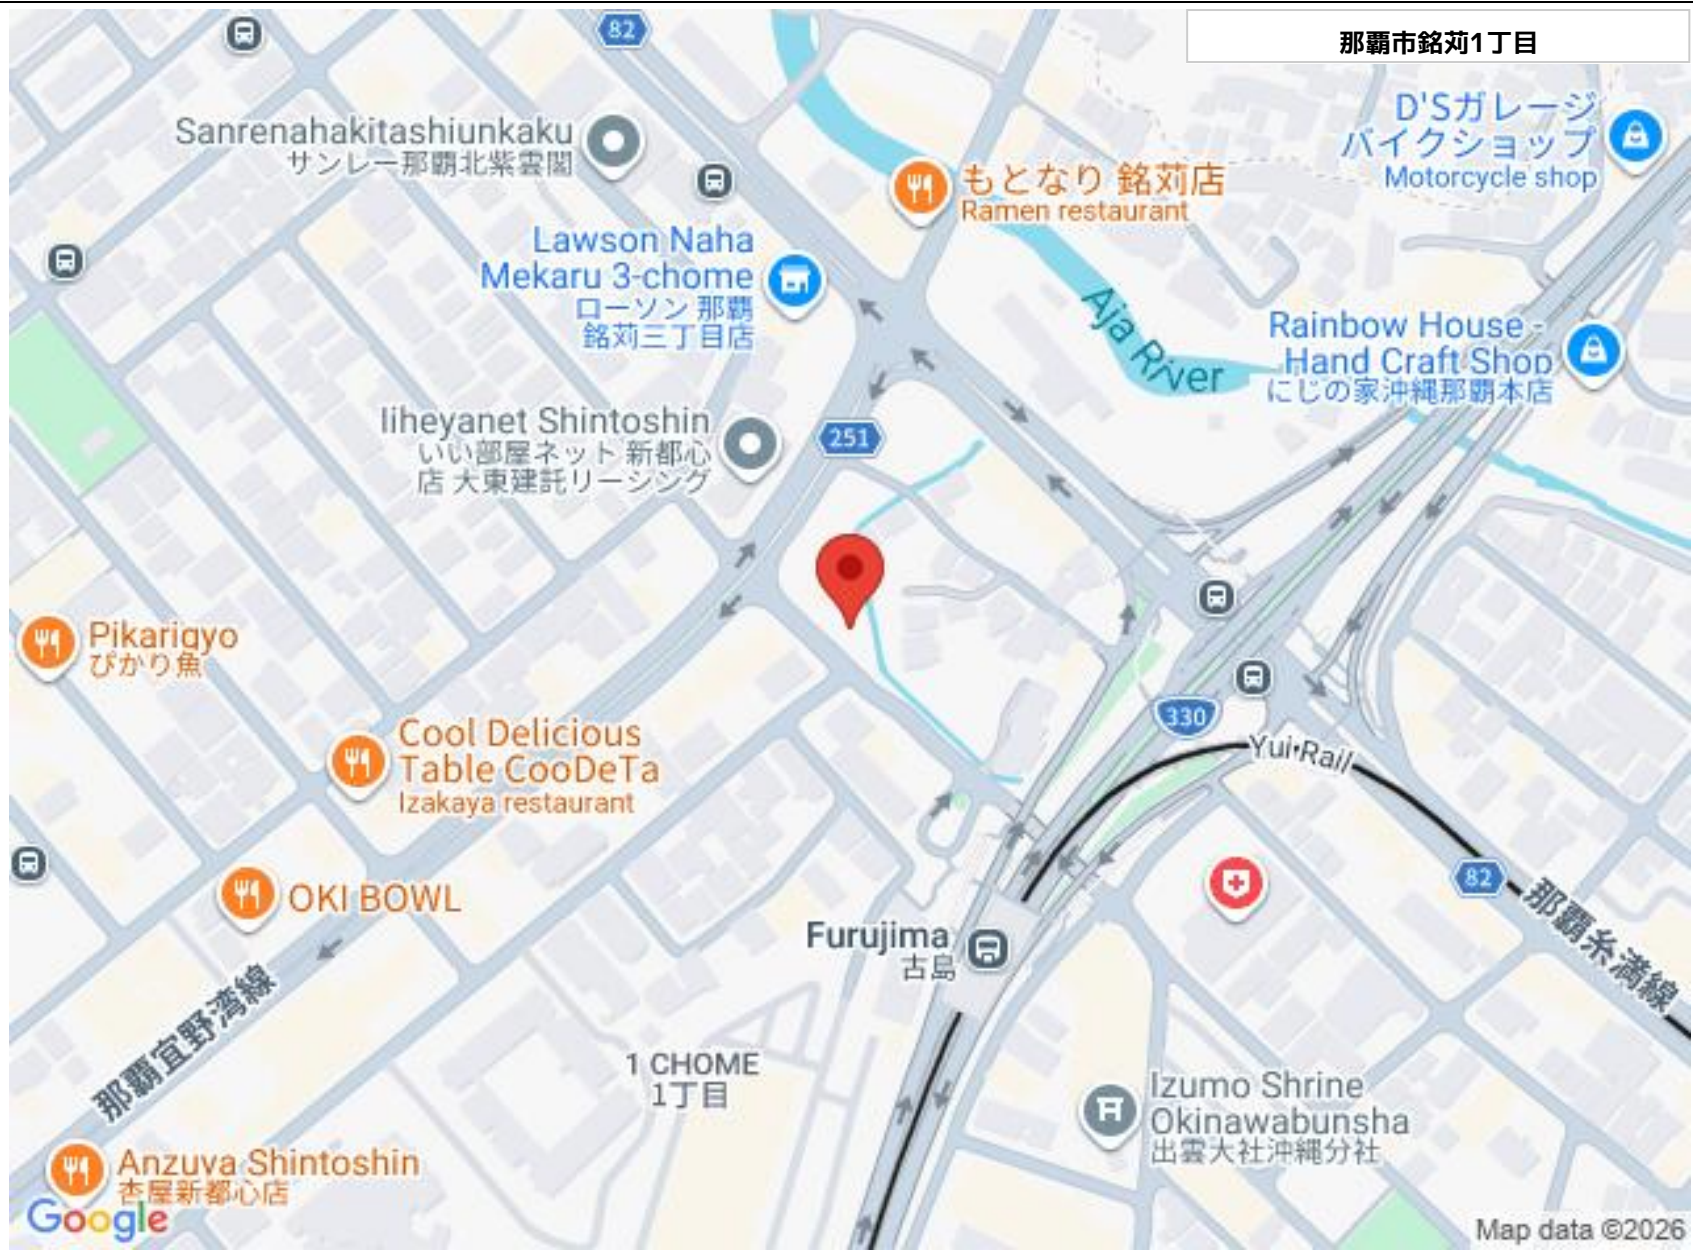 那覇市銘苅1丁目
82
D'Sガレージ
バイクショップ
Motorcycle shop
Sanrenahakitashiunkaku
サンレー那覇北紫雲閣
もとなり 銘苅店
Ramen restaurant
Lawson Naha
Mekaru 3-chome
ローソン 那覇
銘苅三丁目店
Aja River
Rainbow House -
Hand Craft Shop
にじの家沖縄那覇本店
Iiheyanet Shintoshin
いい部屋ネット 新都心
店 大東建託リーシング
251
Pikarigyo
ぴかり魚
330
Cool Delicious
Table CooDeTa
Izakaya restaurant
Yui Rail
82
OKI BOWL
那覇糸満線
Furujima
古島
那覇宜野湾線
1 CHOME
1丁目
Izumo Shrine
Okinawabunsha
出雲大社沖縄分社
Anzuya Shintoshin
杏屋新都心店
Google
Map data ©2026